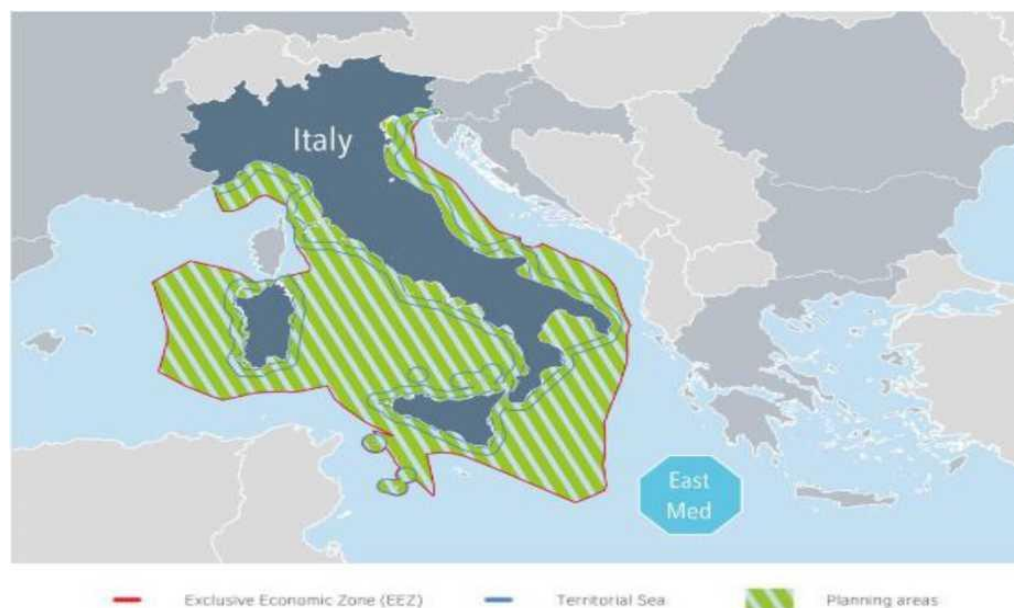 Italy
East
Med
Exclusive Economic Zone (EEZ)
Territorial Sea
Planning areas